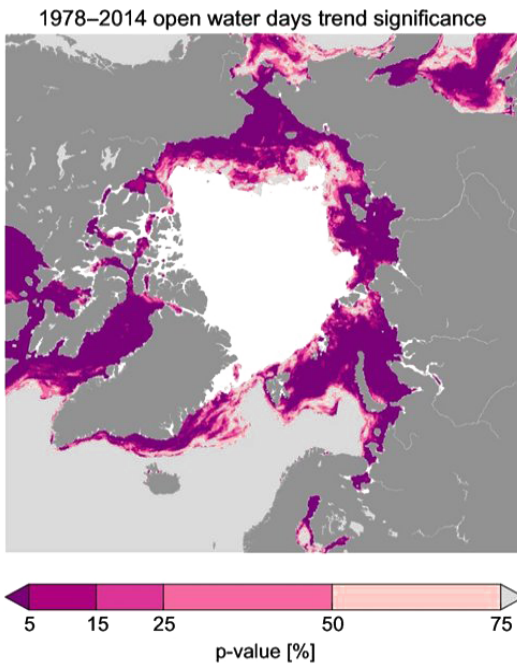 1978–2014 open water days trend significance
5 15 25 50 75
p-value [%]